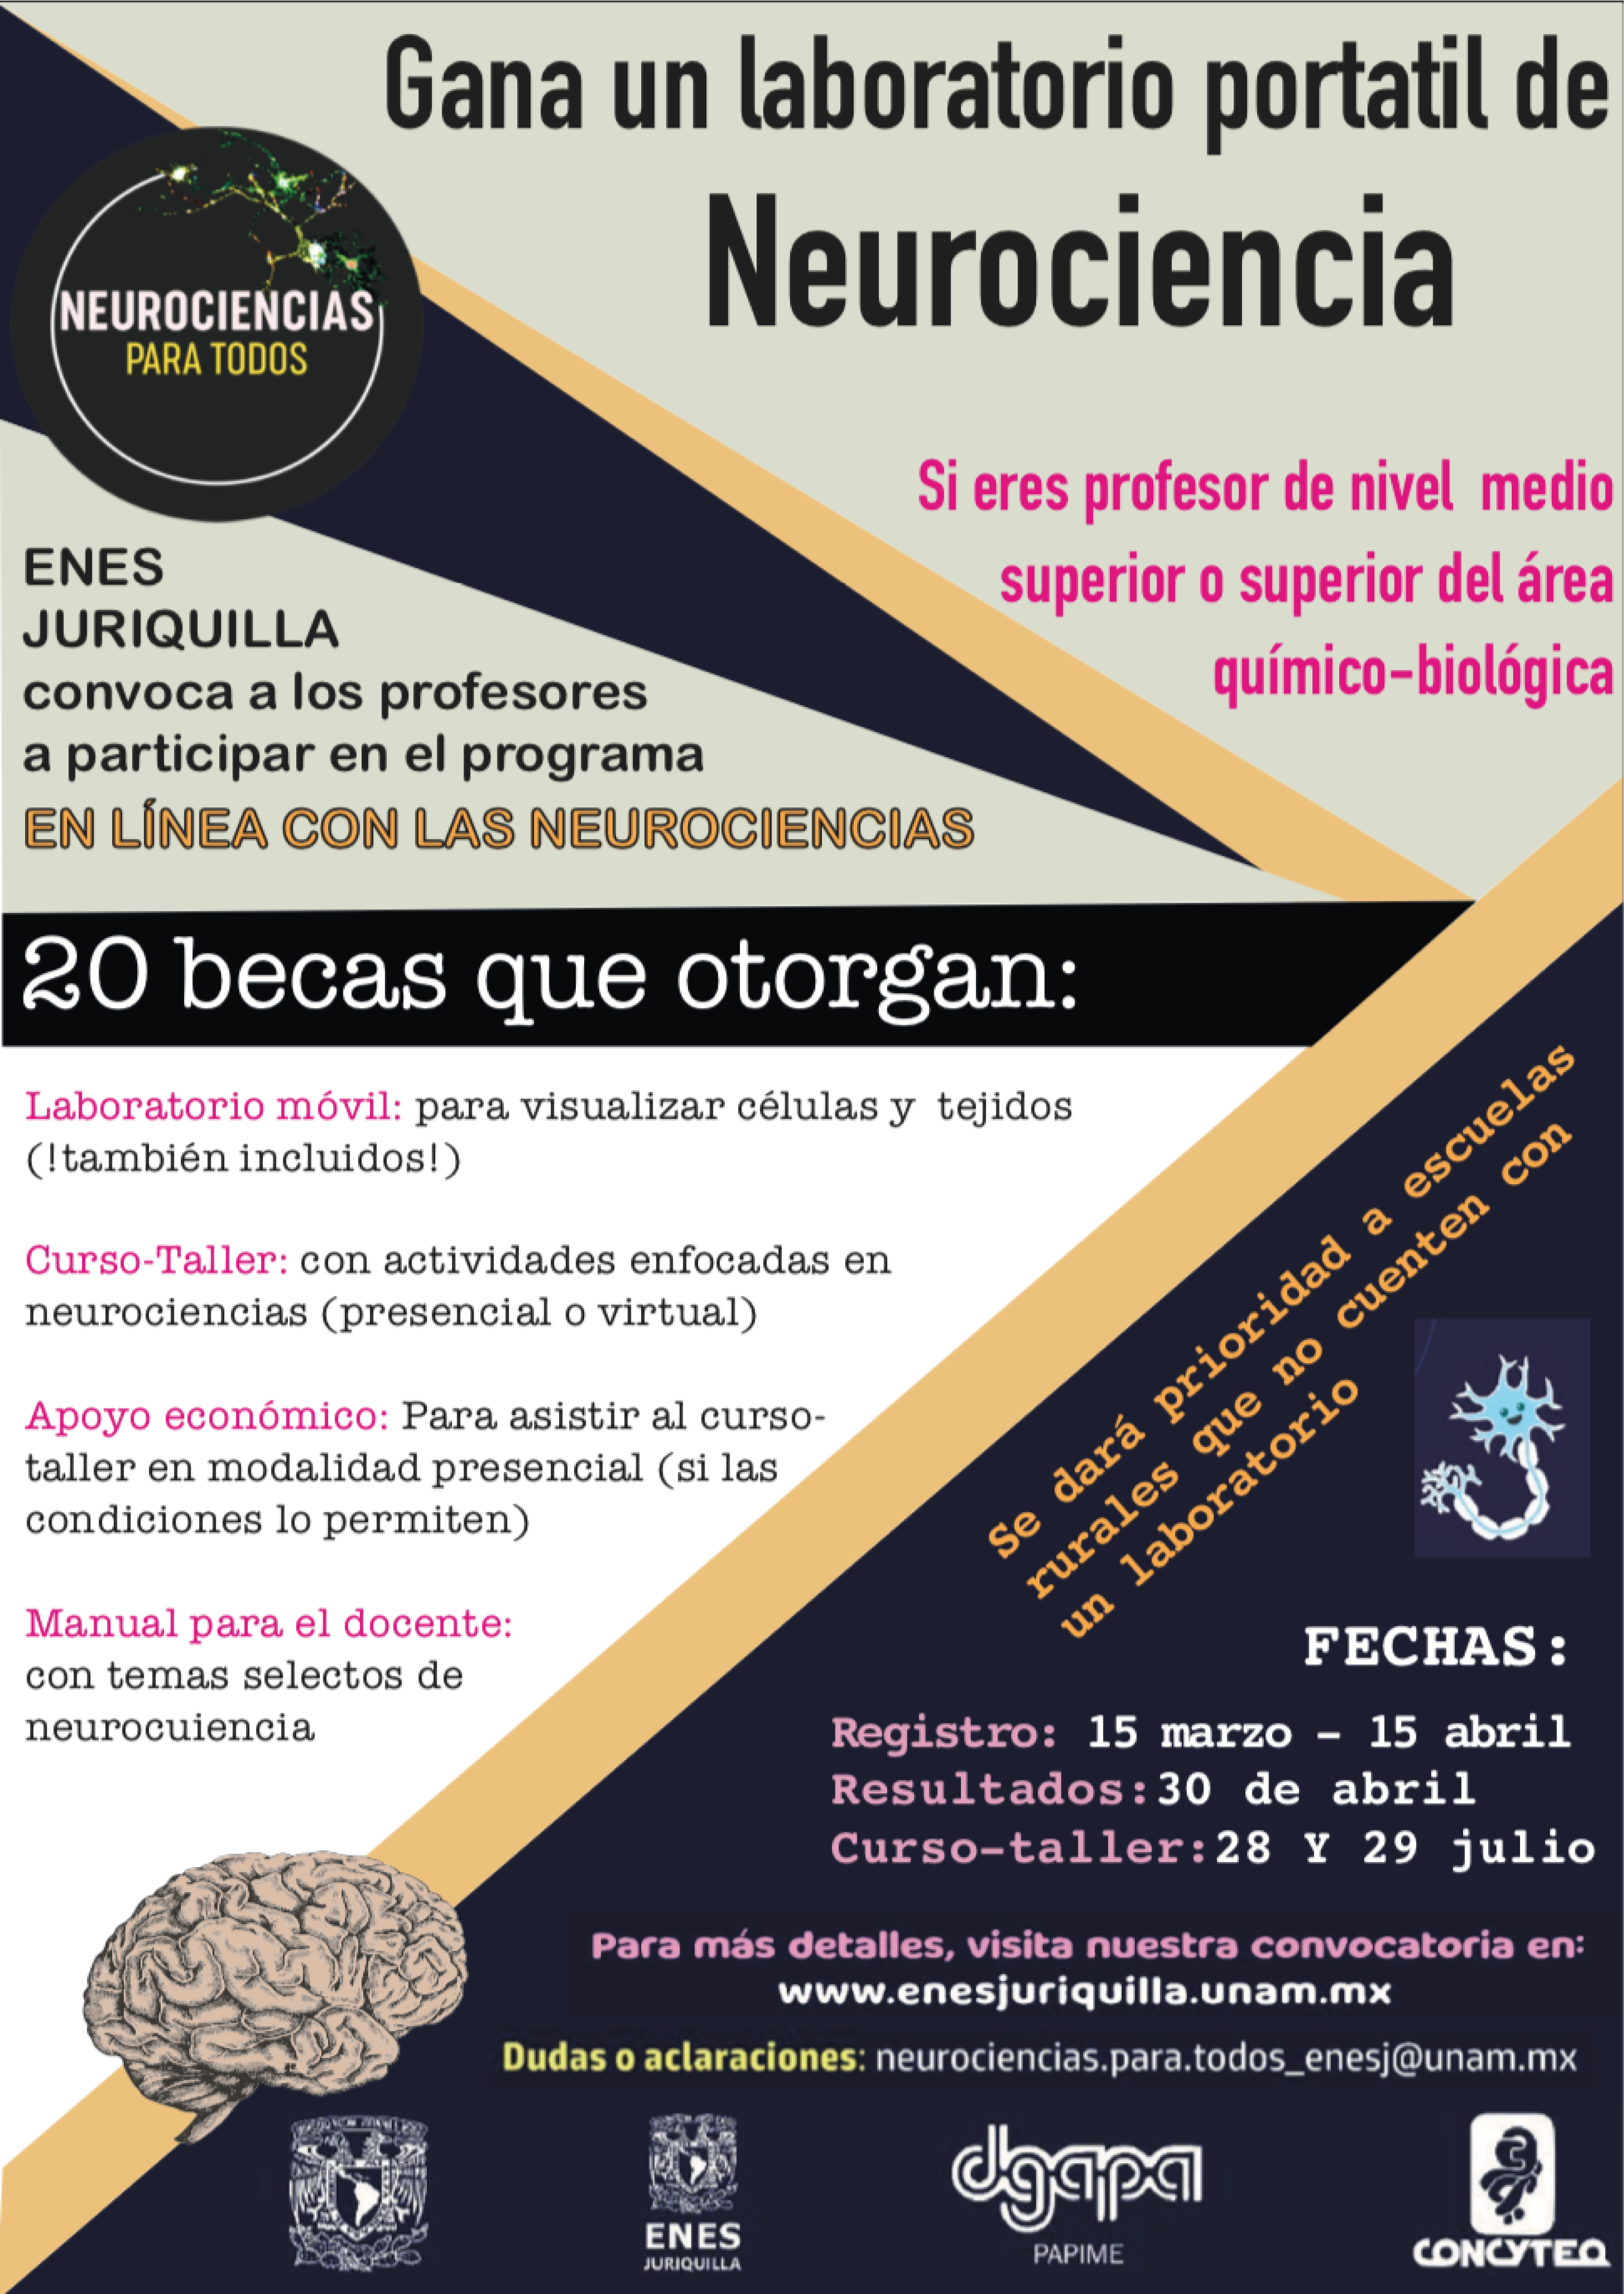 Gana un laboratorio portatil de
Neurociencia
NEUROCIENCIAS
PARA TODOS
Si eres profesor de nivel medio
superior o superior del área
químico-biológica
ENES
JURIQUILLA
convoca a los profesores
a participar en el programa
EN LÍNEA CON LAS NEUROCIENCIAS
20 becas que otorgan:
Laboratorio móvil: para visualizar células y tejidos
(!también incluidos!)
Curso-Taller: con actividades enfocadas en
neurociencias (presencial o virtual)
Apoyo económico: Para asistir al curso-
taller en modalidad presencial (si las
condiciones lo permiten)
Manual para el docente:
con temas selectos de
neurocuiencia
Se dará prioridad a escuelas
rurales que no cuenten con
un laboratorio
FECHAS:
Registro: 15 marzo - 15 abril
Resultados:30 de abril
Curso-taller:28 Y 29 julio
Para más detalles, visita nuestra convocatoria en:
www.enesjuriquilla.unam.mx
Dudas o aclaraciones: neurociencias.para.todos_enesj@unam.mx
ENES
JURIQUILLA
dgapa
PAPIME
CONCYTEQ